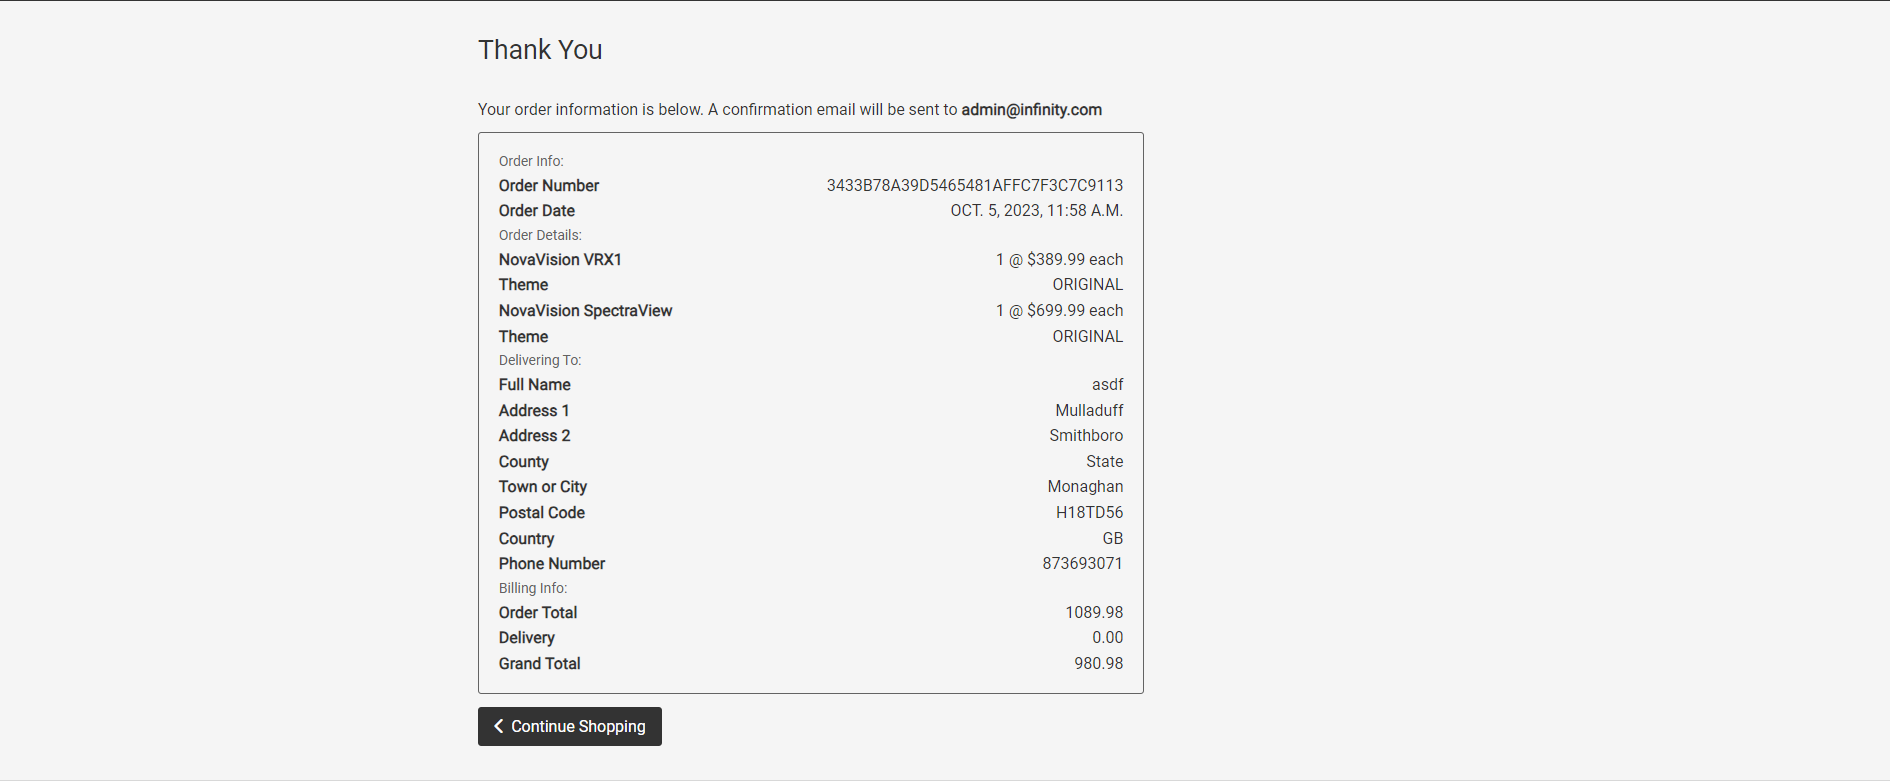 Thank You
Your order information is below. A confirmation email will be sent to admin@infinity.com
Order Info:
Order Number 3433B78A39D5465481AFFC7F3C7C9113
Order Date OCT. 5, 2023, 11:58 A.M.
Order Details:
NovaVision VRX1 1 @ $389.99 each
Theme ORIGINAL
NovaVision SpectraView 1 @ $699.99 each
Theme ORIGINAL
Delivering To:
Full Name asdf
Address 1 Mulladuff
Address 2 Smithboro
County State
Town or City Monaghan
Postal Code H18TD56
Country GB
Phone Number 873693071
Billing Info:
Order Total 1089.98
Delivery 0.00
Grand Total 980.98
Continue Shopping